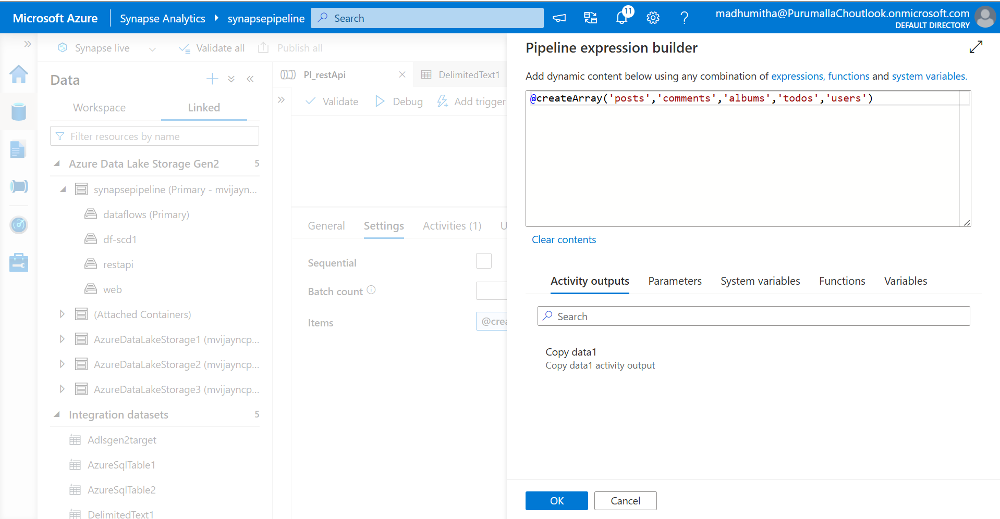 Microsoft Azure
Synapse Analytics
synapsepipeline
Search
11
madhumitha@PurumallaChoutlook.onmicrosoft.com
DEFAULT DIRECTORY
Synapse live
Validate all
Publish all
Data
Workspace
Linked
Filter resources by name
Azure Data Lake Storage Gen2 5
synapsepipeline (Primary - mvijayn...
dataflows (Primary)
df-scd1
restapi
web
(Attached Containers)
AzureDataLakeStorage1 (mvijayncp...
AzureDataLakeStorage2 (mvijayncp...
AzureDataLakeStorage3 (mvijayncp...
Integration datasets 5
Adlsgen2target
AzureSqlTable1
AzureSqlTable2
DelimitedText1
Pl_restApi
DelimitedText1
Validate
Debug
Add trigger
General
Settings
Activities (1)
U
Sequential
Batch count
Items
@crea
Pipeline expression builder
Add dynamic content below using any combination of expressions, functions and system variables.
@createArray('posts','comments','albums','todos','users')
Clear contents
Activity outputs
Parameters
System variables
Functions
Variables
Search
Copy data1
Copy data1 activity output
OK
Cancel